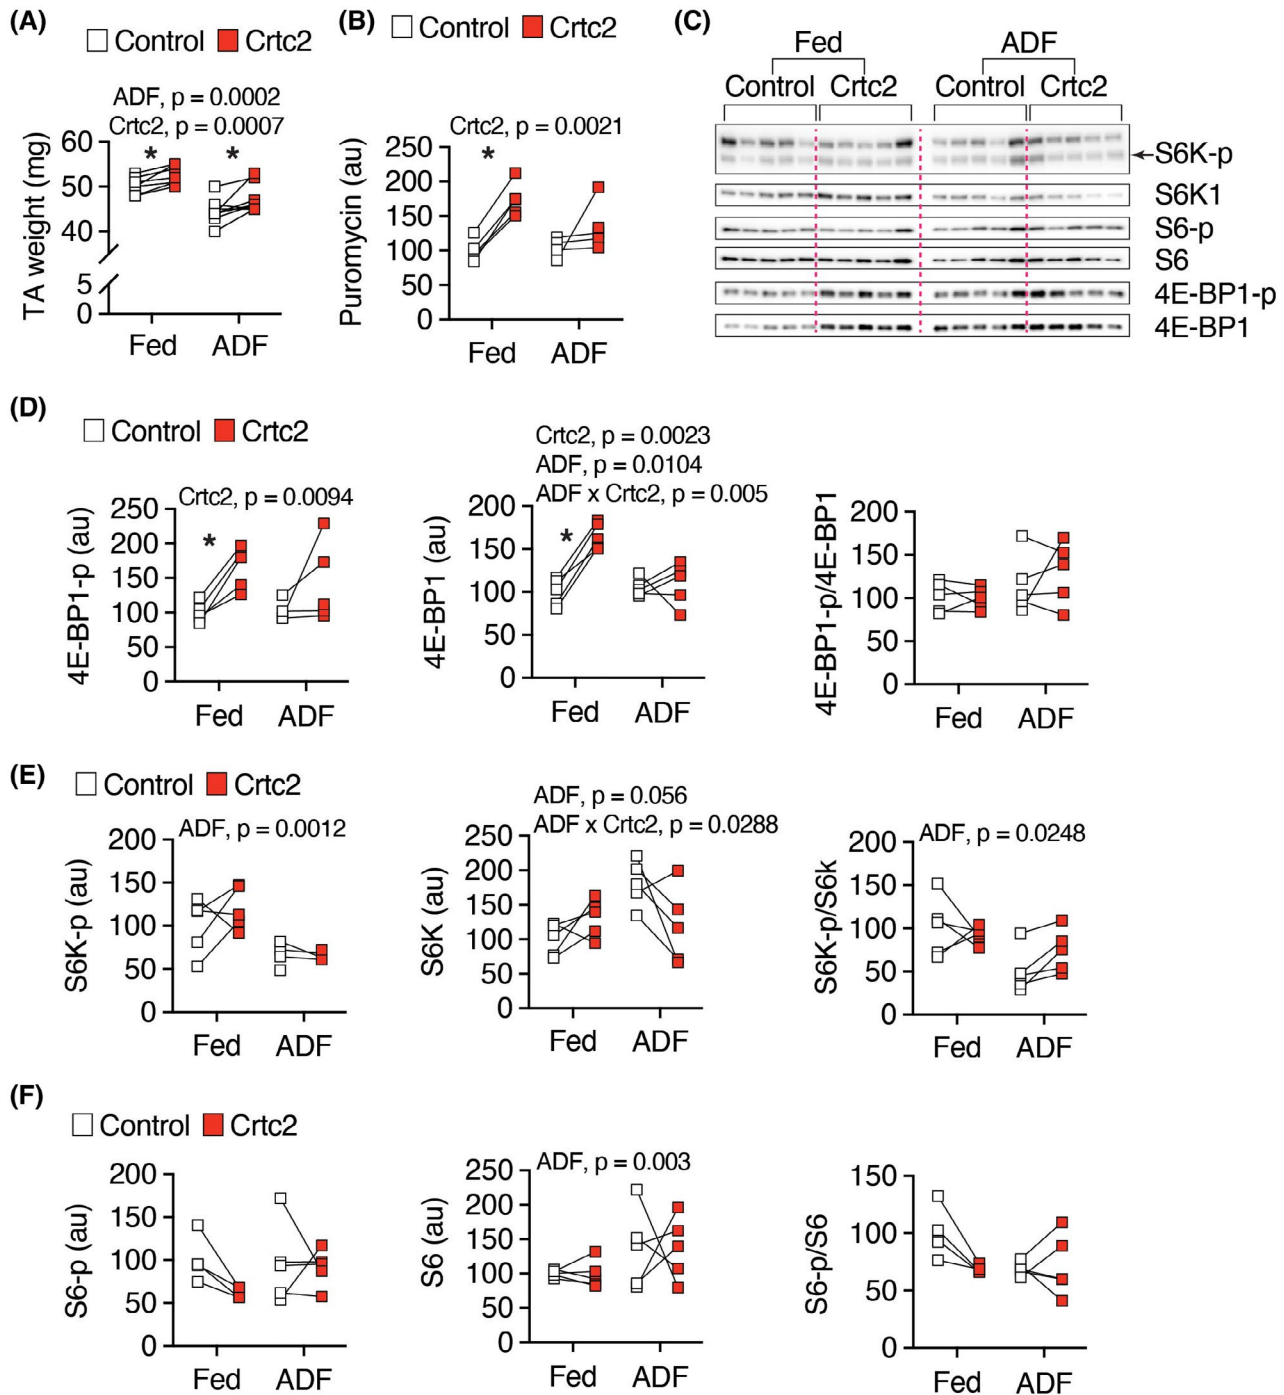 (A)
Control Crtc2
ADF, p = 0.0002
Crtc2, p = 0.0007
* *
TA weight (mg)
60
50
40
5
0
Fed ADF
(B)
Control Crtc2
Crtc2, p = 0.0021
*
Puromycin (au)
250
200
150
100
50
0
Fed ADF
(C)
Fed ADF
Control Crtc2 Control Crtc2
S6K-p
S6K1
S6-p
S6
4E-BP1-p
4E-BP1
(D)
Control Crtc2
Crtc2, p = 0.0094
*
4E-BP1-p (au)
250
200
150
100
50
0
Fed ADF
Crtc2, p = 0.0023
ADF, p = 0.0104
ADF x Crtc2, p = 0.005
*
4E-BP1 (au)
200
150
100
50
0
Fed ADF
4E-BP1-p/4E-BP1
200
150
100
50
0
Fed ADF
(E)
Control Crtc2
ADF, p = 0.0012
S6K-p (au)
200
150
100
50
0
Fed ADF
ADF, p = 0.056
ADF x Crtc2, p = 0.0288
S6K (au)
250
200
150
100
50
0
Fed ADF
ADF, p = 0.0248
S6K-p/S6k
200
150
100
50
0
Fed ADF
(F)
Control Crtc2
S6-p (au)
200
150
100
50
0
Fed ADF
ADF, p = 0.003
S6 (au)
250
200
150
100
50
0
Fed ADF
S6-p/S6
150
100
50
0
Fed ADF